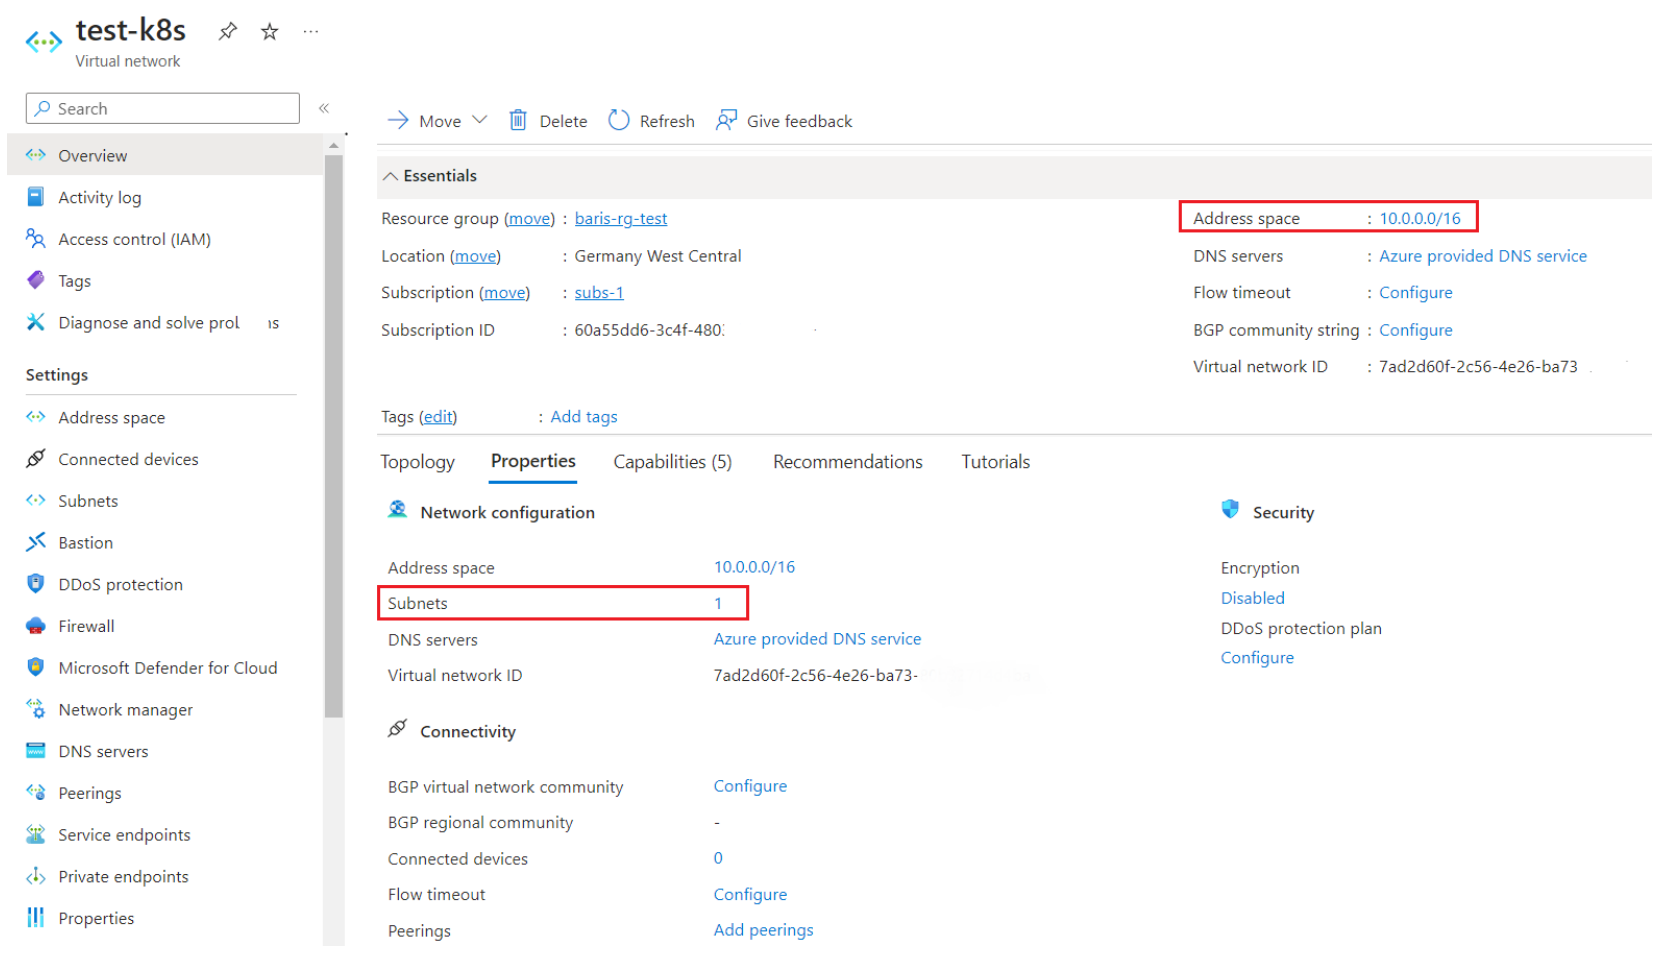 test-k8s
Virtual network
Search
«
Overview
Activity log
Access control (IAM)
Tags
Diagnose and solve prol is
Settings
Address space
Connected devices
Subnets
Bastion
DDoS protection
Firewall
Microsoft Defender for Cloud
Network manager
DNS servers
Peerings
Service endpoints
Private endpoints
Properties
Move Delete Refresh Give feedback
Essentials
Resource group (move) : baris-rg-test
Location (move) : Germany West Central
Subscription (move) : subs-1
Subscription ID : 60a55dd6-3c4f-480
Address space : 10.0.0.0/16
DNS servers : Azure provided DNS service
Flow timeout : Configure
BGP community string : Configure
Virtual network ID : 7ad2d60f-2c56-4e26-ba73
Tags (edit) : Add tags
Topology Properties Capabilities (5) Recommendations Tutorials
Network configuration
Address space 10.0.0.0/16
Subnets 1
DNS servers Azure provided DNS service
Virtual network ID 7ad2d60f-2c56-4e26-ba73-
Connectivity
BGP virtual network community Configure
BGP regional community -
Connected devices 0
Flow timeout Configure
Peerings Add peerings
Security
Encryption
Disabled
DDoS protection plan
Configure